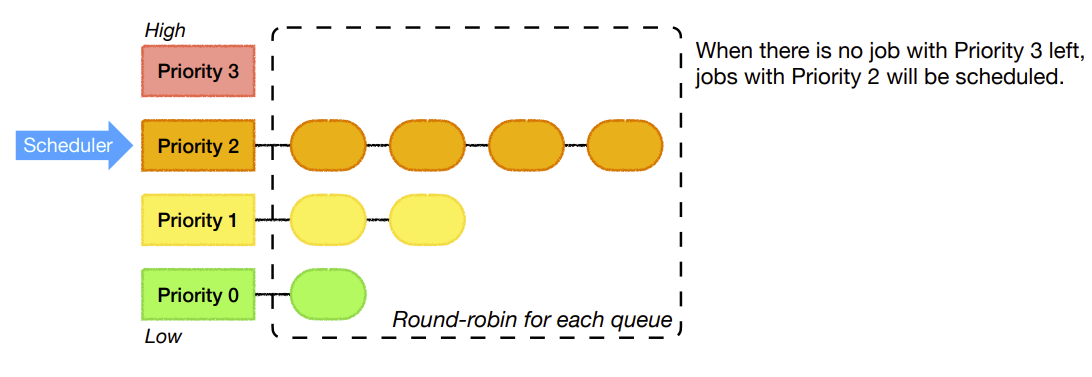 High
Priority 3
When there is no job with Priority 3 left,
jobs with Priority 2 will be scheduled.
Scheduler
Priority 2
Priority 1
Priority 0
Round-robin for each queue
Low